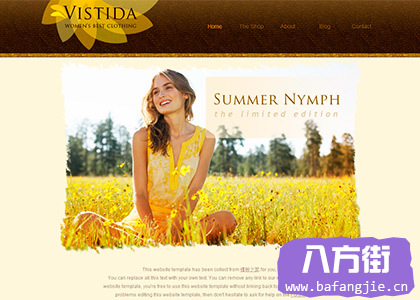 VISTIDA
WOMEN'S BEST CLOTHING
Home The Shop About Blog Contact
SUMMER NYMPH
the limited edition
This website template has been collect from 模板之家 for you,
You can replace all this text with your own text. You can remove any link to our
website template, you're free to use this website template without linking back
problems editing this website template, then don't hesitate to ask for help on the
八方街
www.bafangjie.cn